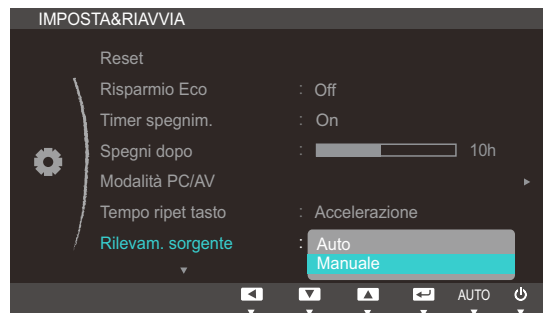 IMPOSTA&RIAVVIA
Reset
Risparmio Eco : Off
Timer spegnim. : On
Spegni dopo : 10h
Modalità PC/AV
Tempo ripet tasto : Accelerazione
Rilevam. sorgente : Auto
Manuale
AUTO